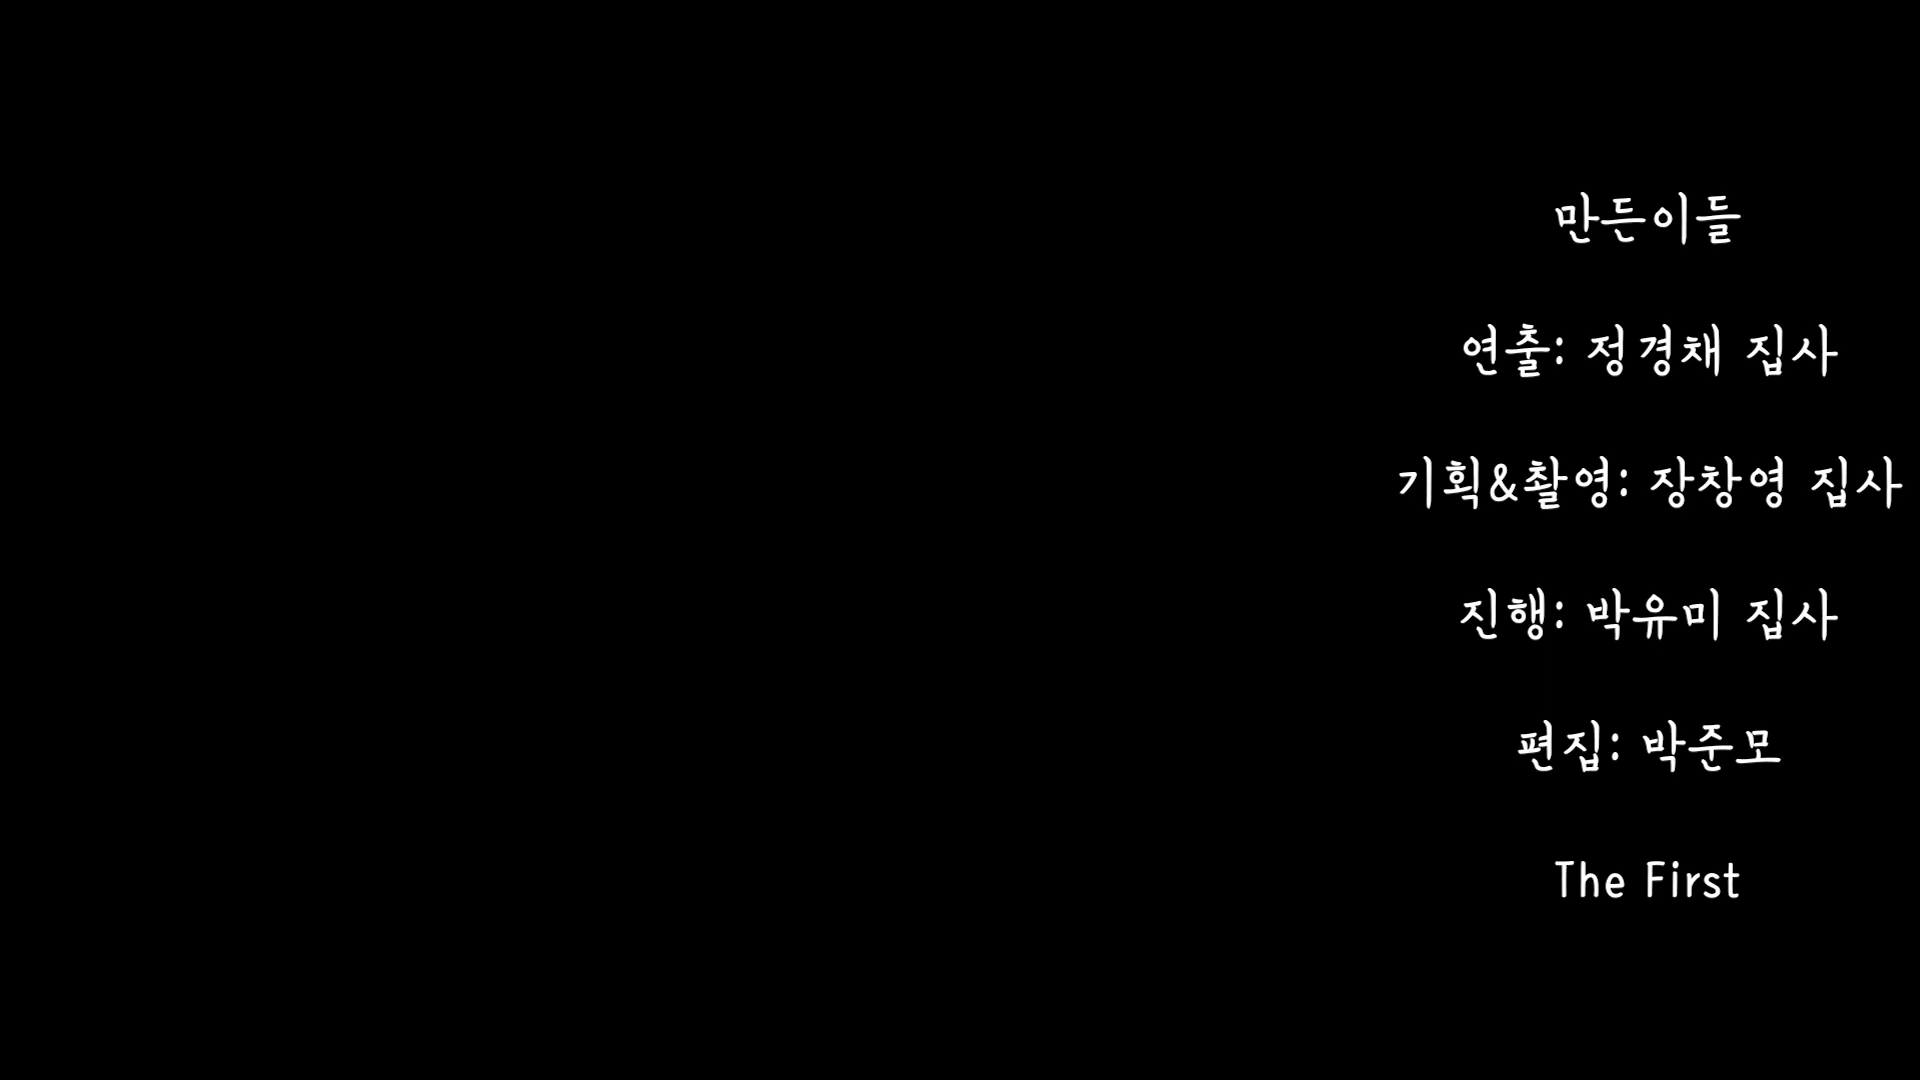 만든이들
연출: 정경채 집사
기획&촬영: 장창영 집사
진행: 박유미 집사
편집: 박준모
The First